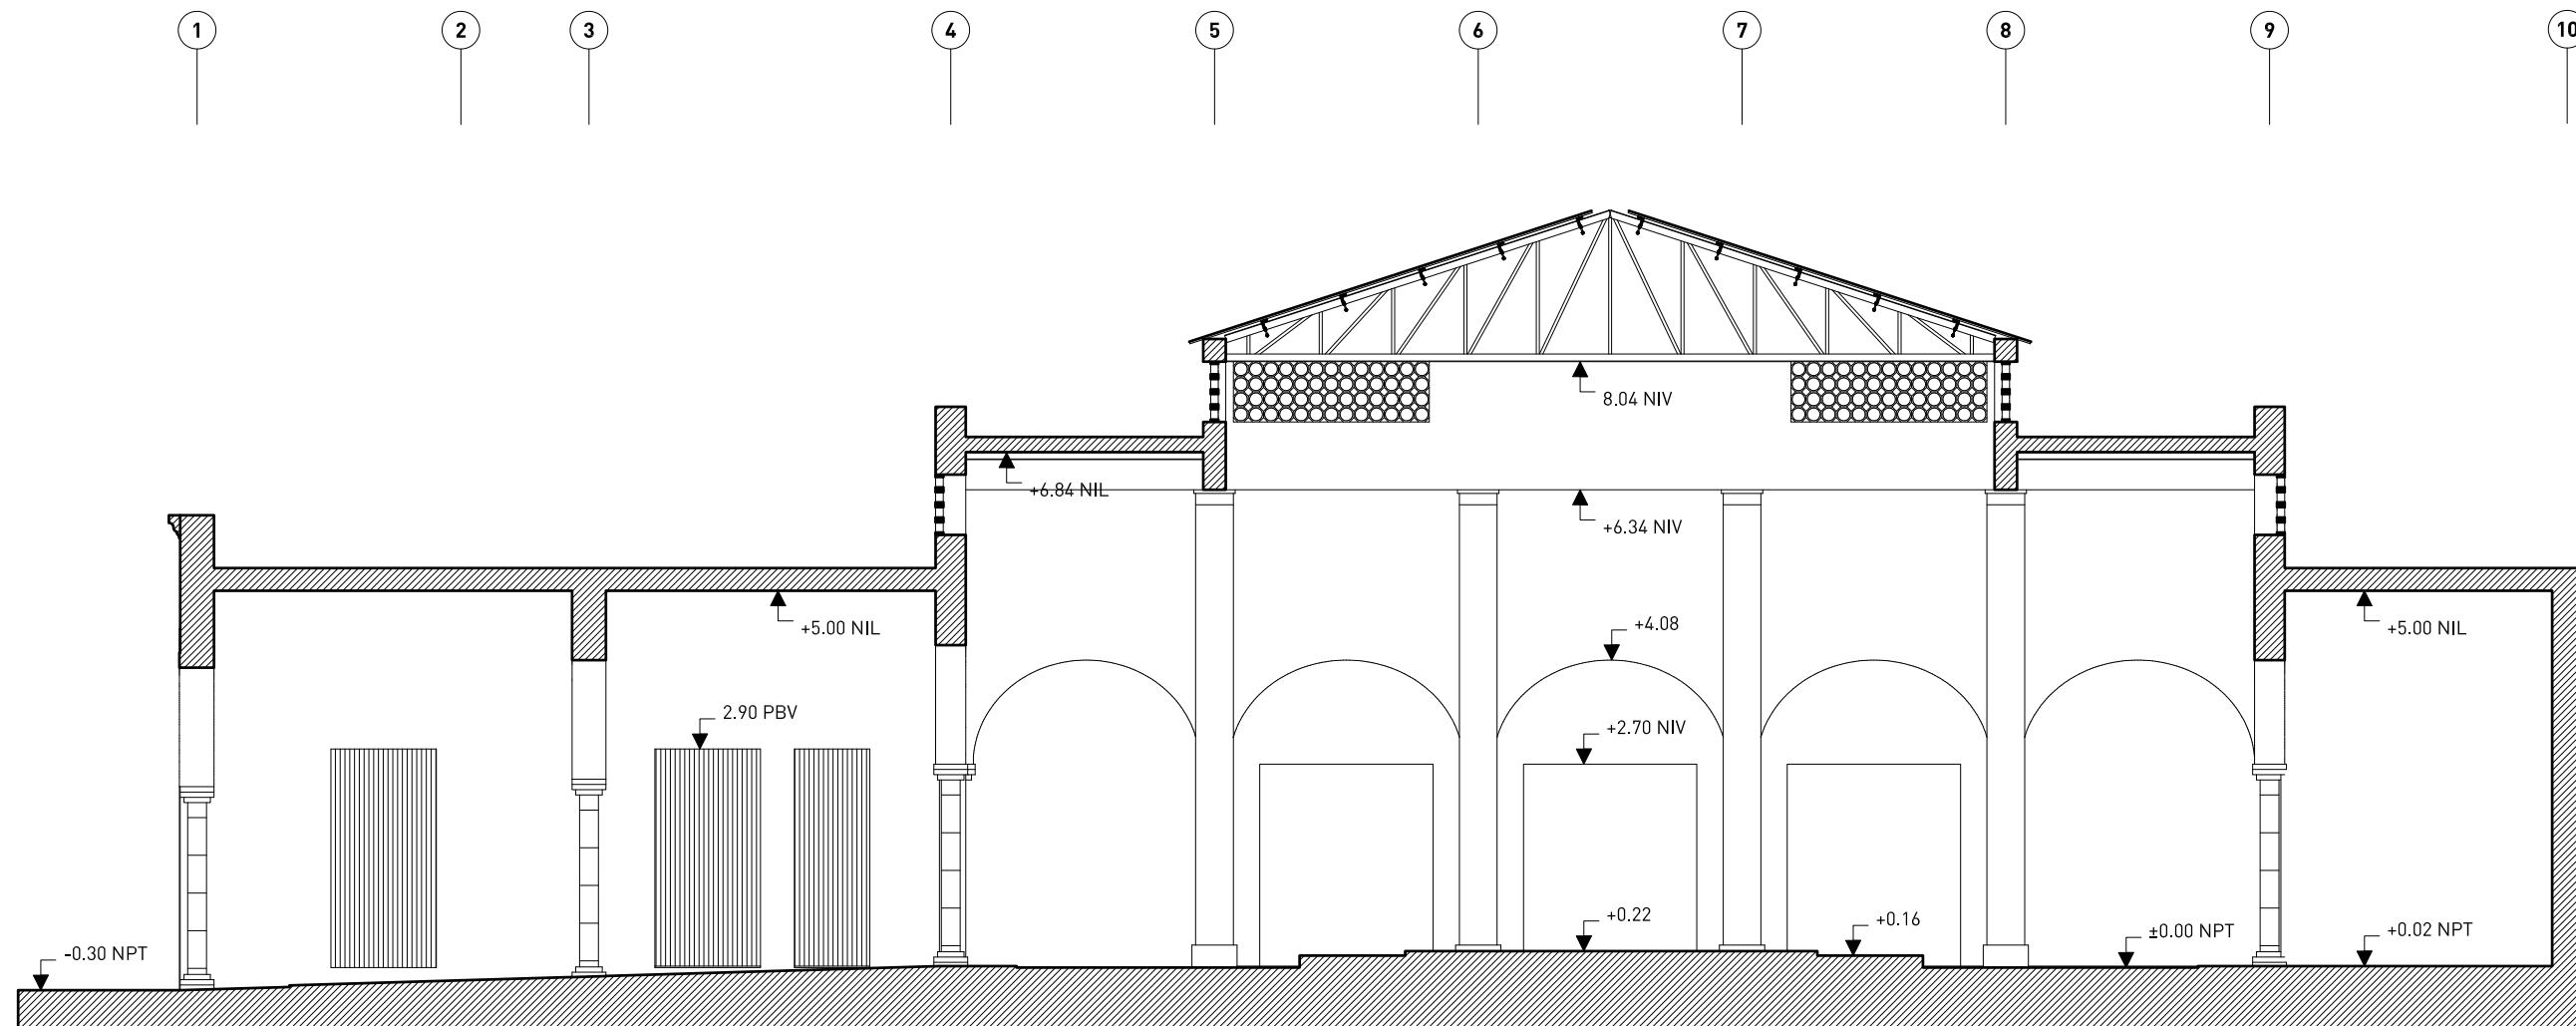 1
2
3
4
5
6
7
8
9
10
8.04 NIV
+6.84 NIL
+6.34 NIV
+5.00 NIL
+4.08
+5.00 NIL
2.90 PBV
+2.70 NIV
+0.22
+0.16
±0.00 NPT
+0.02 NPT
-0.30 NPT